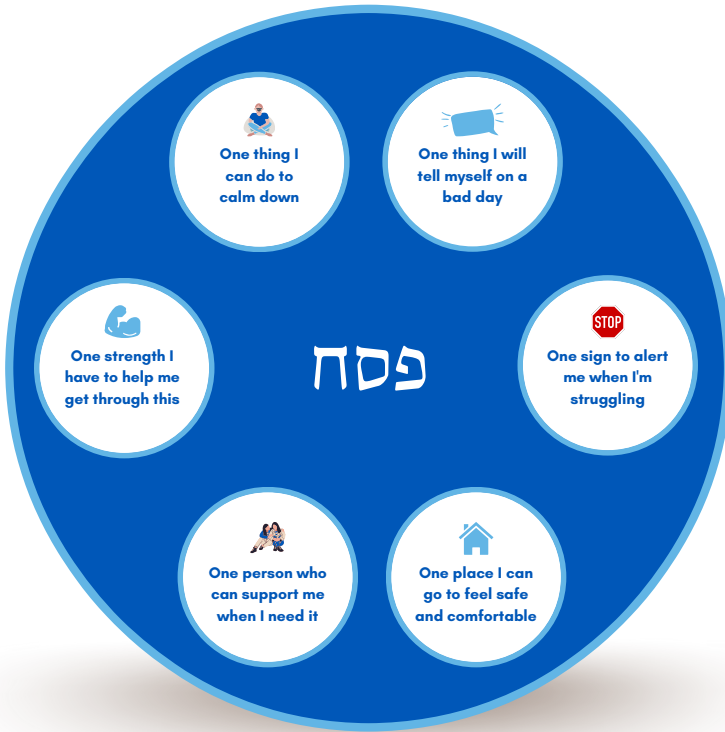 One thing I
can do to
calm down
One thing I will
tell myself on a
bad day
One strength I
have to help me
get through this
פסח
STOP
One sign to alert
me when I'm
struggling
One person who
can support me
when I need it
One place I can
go to feel safe
and comfortable